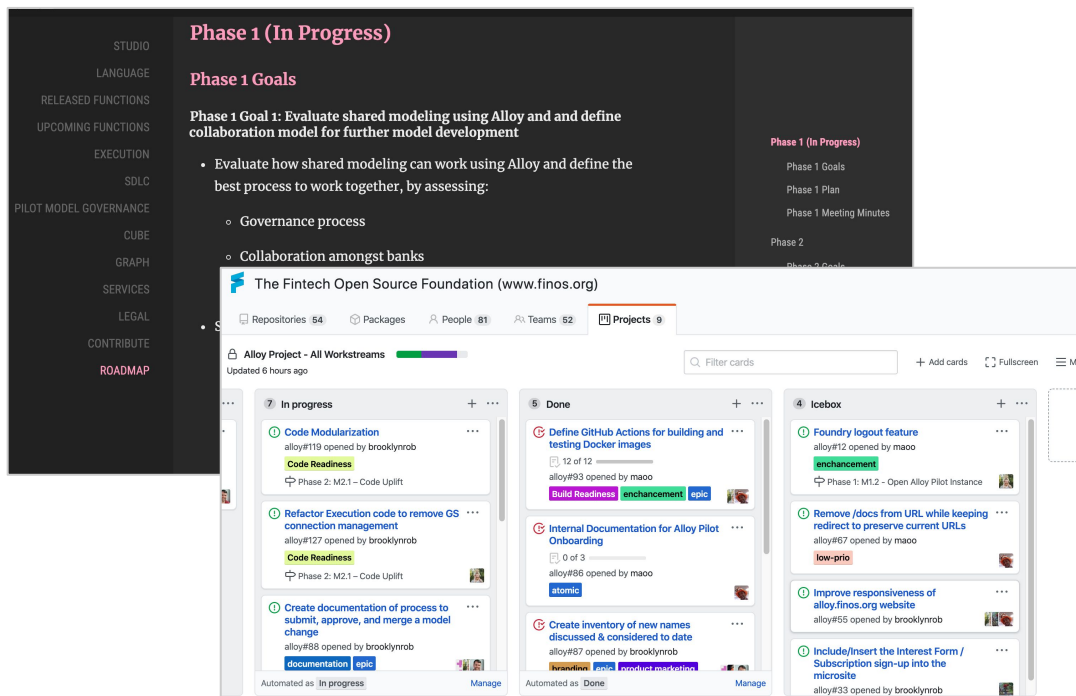 STUDIO
LANGUAGE
RELEASED FUNCTIONS
UPCOMING FUNCTIONS
EXECUTION
SDLC
PILOT MODEL GOVERNANCE
CUBE
GRAPH
SERVICES
LEGAL
CONTRIBUTE
ROADMAP
Phase 1 (In Progress)
Phase 1 Goals
Phase 1 Goal 1: Evaluate shared modeling using Alloy and and define
collaboration model for further model development
Evaluate how shared modeling can work using Alloy and define the
best process to work together, by assessing:
Governance process
Collaboration amongst banks
Phase 1 (In Progress)
Phase 1 Goals
Phase 1 Plan
Phase 1 Meeting Minutes
Phase 2
Phase 2 Goals
The Fintech Open Source Foundation (www.finos.org)
Repositories 54
Packages
People 81
Teams 52
Projects 9
Alloy Project - All Workstreams
Updated 6 hours ago
Filter cards
+ Add cards
Fullscreen
M
7 In progress
Code Modularization
alloy#119 opened by brooklynrob
Code Readiness
Phase 2: M2.1 – Code Uplift
Refactor Execution code to remove GS
connection management
alloy#127 opened by brooklynrob
Code Readiness
Phase 2: M2.1 – Code Uplift
Create documentation of process to
submit, approve, and merge a model
change
alloy#88 opened by brooklynrob
documentation epic
Automated as In progress
Manage
5 Done
Define GitHub Actions for building and
testing Docker images
12 of 12
alloy#93 opened by maoo
Build Readiness enchancement epic
Internal Documentation for Alloy Pilot
Onboarding
0 of 3
alloy#86 opened by maoo
atomic
Create inventory of new names
discussed & considered to date
alloy#87 opened by brooklynrob
branding epic product marketing
Automated as Done
Manage
4 Icebox
Foundry logout feature
alloy#12 opened by maoo
enchancement
Phase 1: M1.2 - Open Alloy Pilot Instance
Remove /docs from URL while keeping
redirect to preserve current URLs
alloy#67 opened by maoo
low-prio
Improve responsiveness of
alloy.finos.org website
alloy#55 opened by brooklynrob
Include/Insert the Interest Form /
Subscription sign-up into the
microsite
alloy#33 opened by brooklynrob